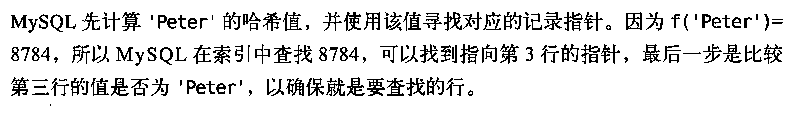 MySQL 先计算 'Peter' 的哈希值，并使用该值寻找对应的记录指针。因为 f('Peter')=
8784，所以 MySQL 在索引中查找 8784，可以找到指向第 3 行的指针，最后一步是比较
第三行的值是否为 'Peter'，以确保就是要查找的行。